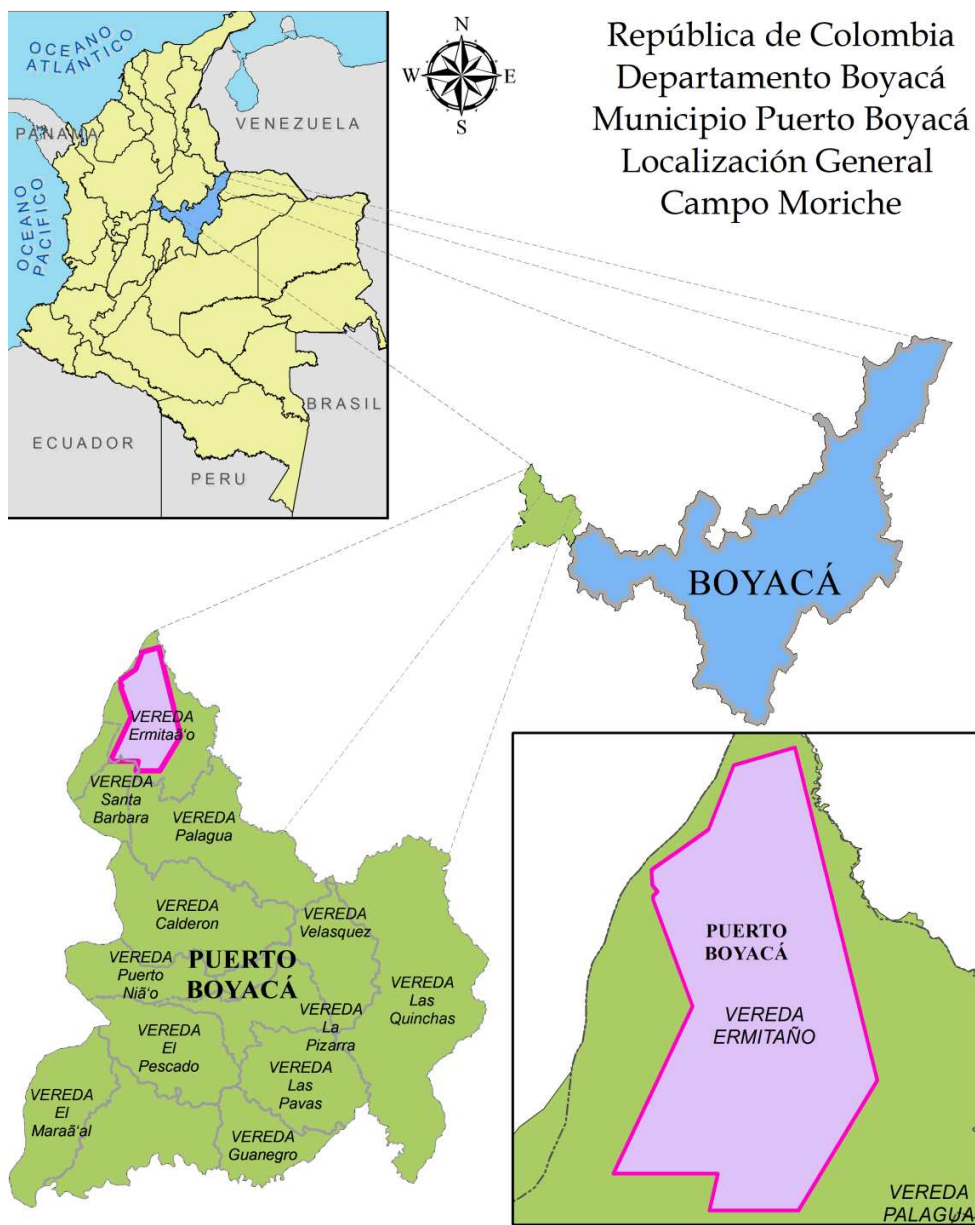 República de Colombia
Departamento Boyacá
Municipio Puerto Boyacá
Localización General
Campo Moriche
N
W
E
S
OCEANO
ATLÁNTICO
PANAMA
VENEZUELA
OCEANO
PACIFICO
BRASIL
ECUADOR
PERU
BOYACÁ
VEREDA
Ermitaã‘o
VEREDA
Santa
Barbara
VEREDA
Palagua
VEREDA
Calderon
VEREDA
Velasquez
VEREDA
Puerto
Niã‘o
PUERTO
BOYACÁ
VEREDA
Las
Quinchas
VEREDA
La
Pizarra
VEREDA
El
Pescado
VEREDA
Las
Pavas
VEREDA
El
Maraã‘al
VEREDA
Guanegro
PUERTO
BOYACÁ
VEREDA
ERMITAÑO
VEREDA
PALAGUA